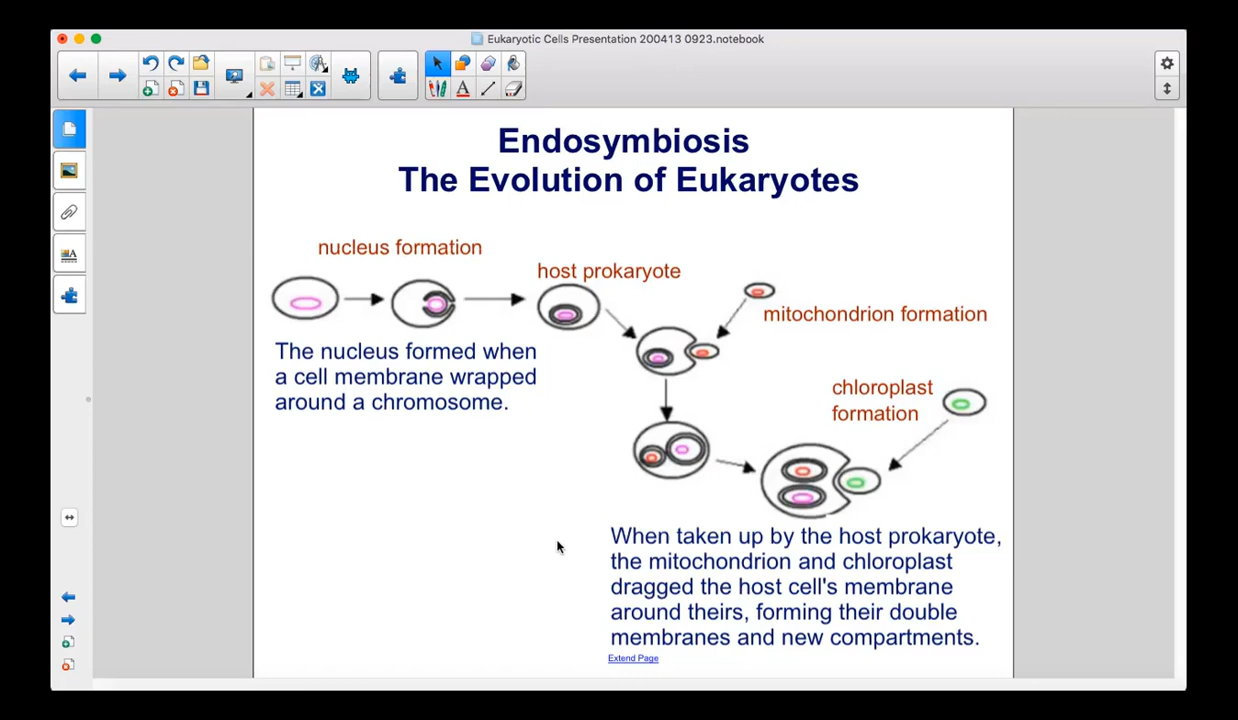 Eukaryotic Cells Presentation 200413 0923.notebook
Endosymbiosis
The Evolution of Eukaryotes
nucleus formation
host prokaryote
mitochondrion formation
The nucleus formed when
a cell membrane wrapped
around a chromosome.
chloroplast
formation
When taken up by the host prokaryote,
the mitochondrion and chloroplast
dragged the host cell's membrane
around theirs, forming their double
membranes and new compartments.
Extend Page